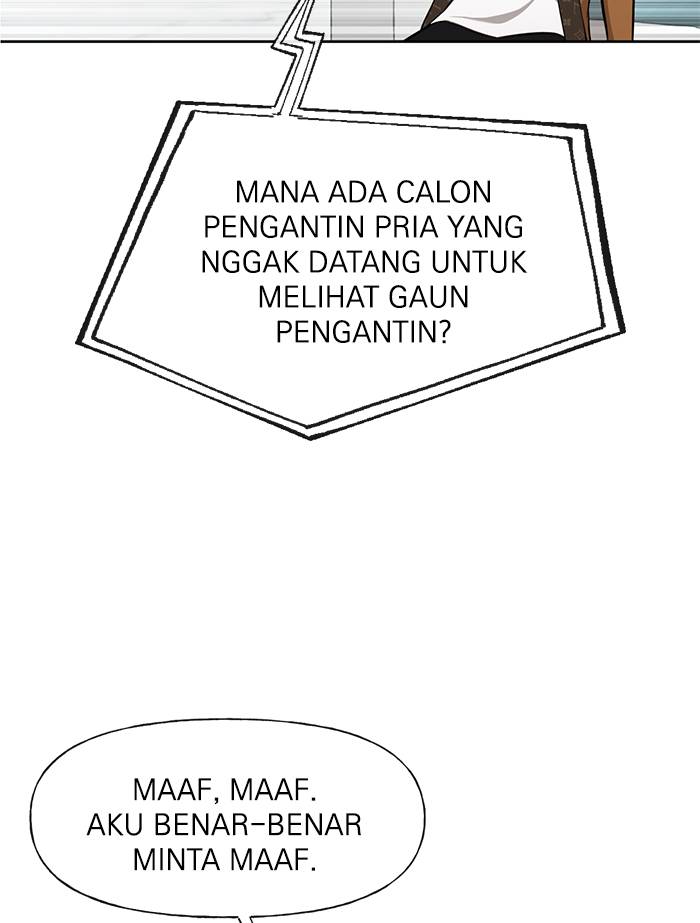 MANA ADA CALON
PENGANTIN PRIA YANG
NGGAK DATANG UNTUK
MELIHAT GAUN
PENGANTIN?
MAAF, MAAF.
AKU BENAR-BENAR
MINTA MAAF.